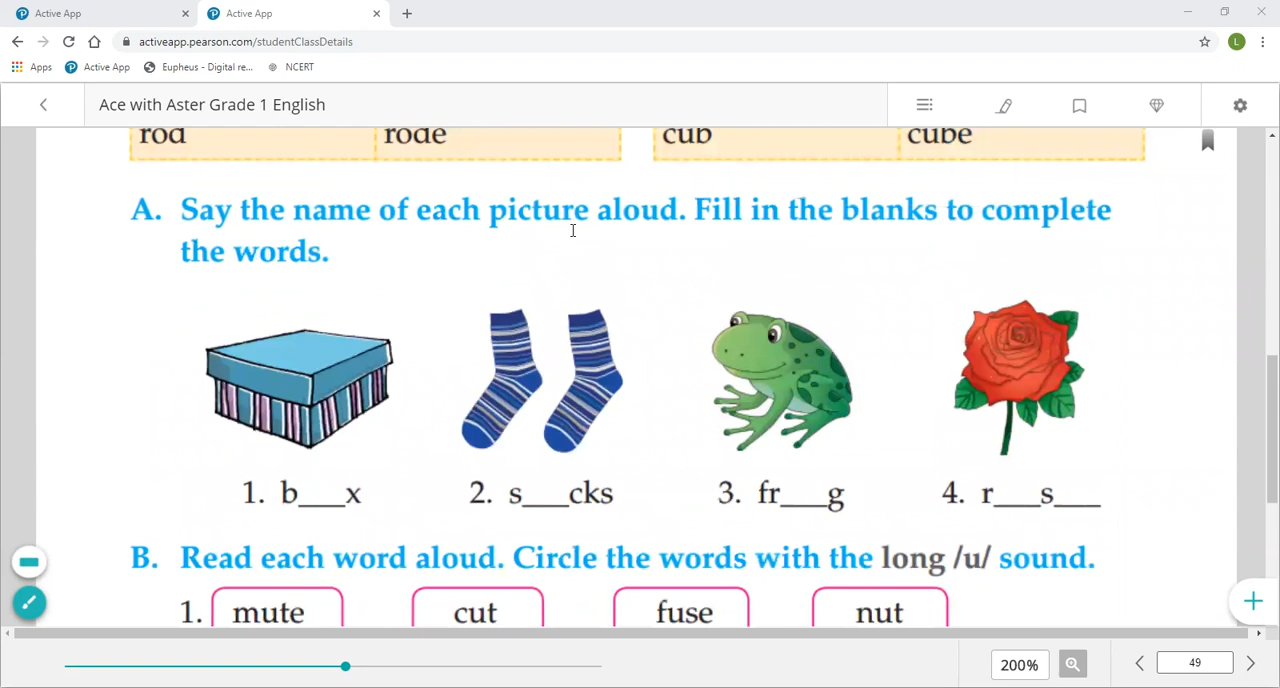 Active App
Active App
activeapp.pearson.com/studentClassDetails
L
Apps
Active App
Eupheus - Digital re...
NCERT
Ace with Aster Grade 1 English
rod rode cub cube
A. Say the name of each picture aloud. Fill in the blanks to complete
the words.
1. b___x 2. s___cks 3. fr___g 4. r___s___
B. Read each word aloud. Circle the words with the long /u/ sound.
1. mute cut fuse nut
200%
49